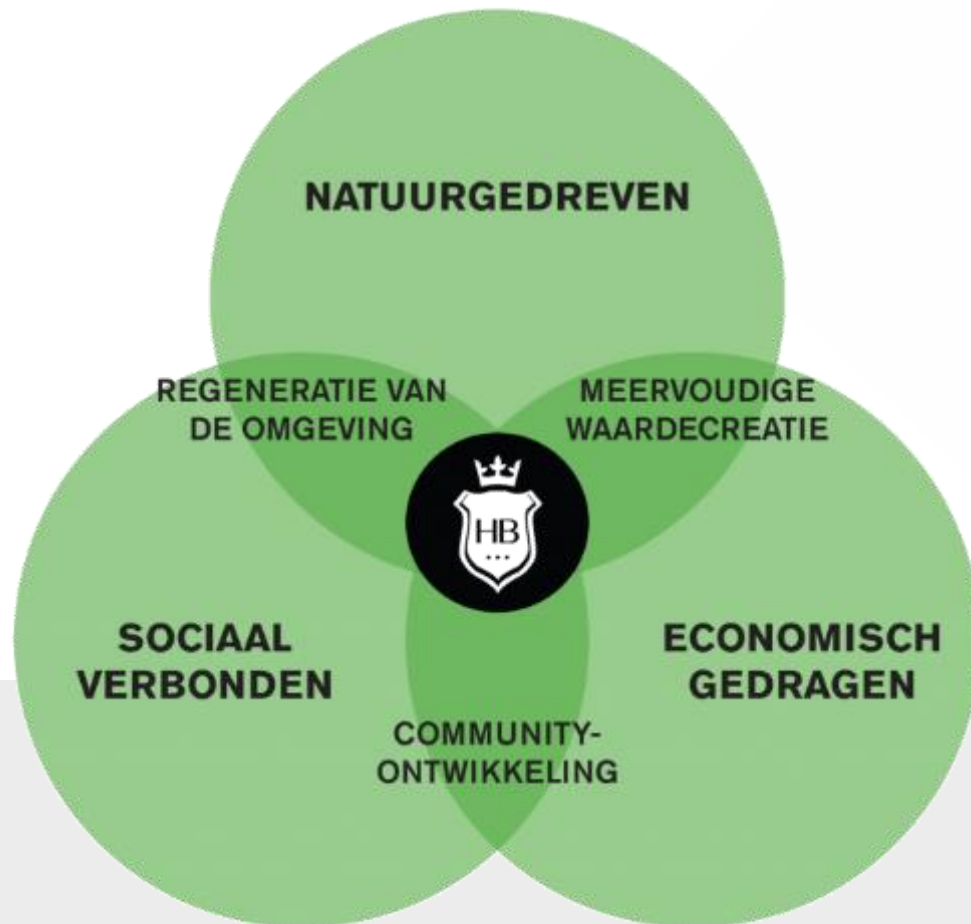 NATUURGEDREVEN
REGENERATIE VAN
DE OMGEVING
MEERVOUDIGE
WAARDECREATIE
HB
SOCIAAL
VERBONDEN
ECONOMISCH
GEDRAGEN
COMMUNITY-
ONTWIKKELING